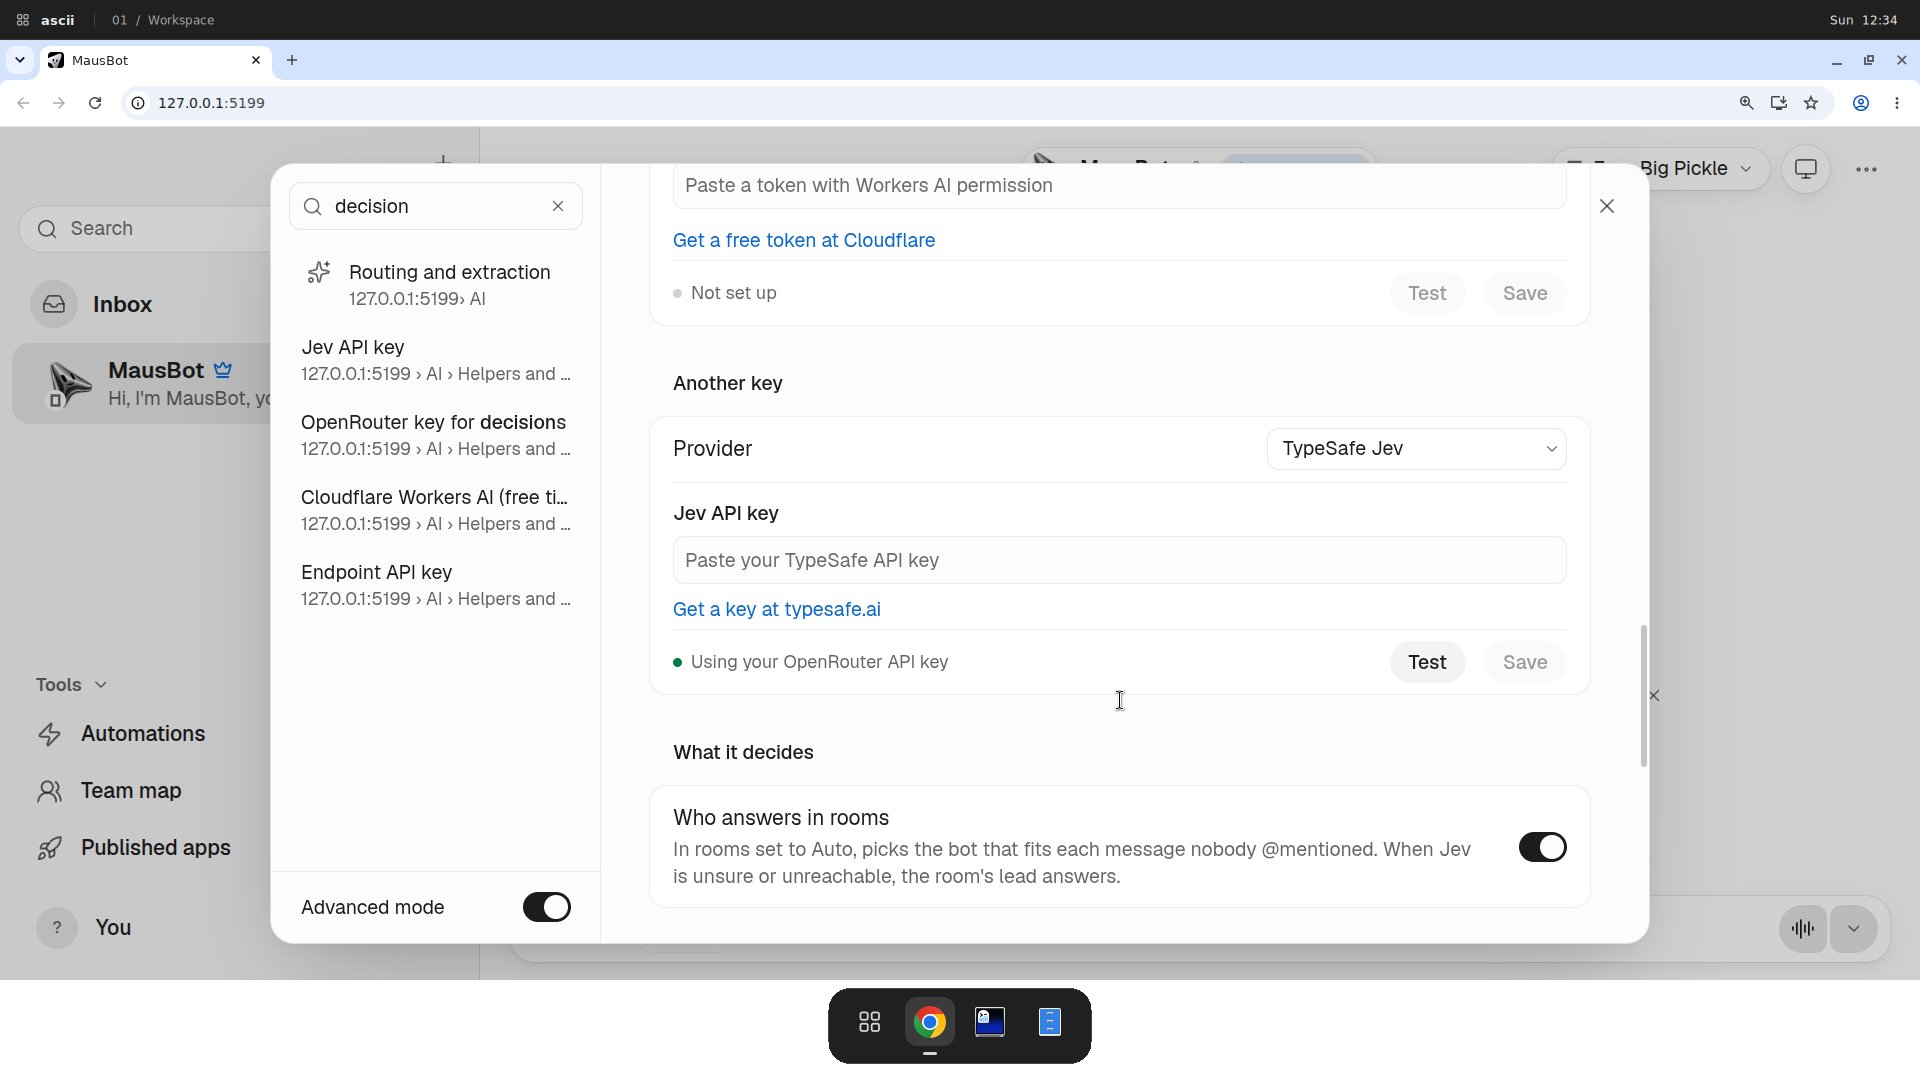 ascii
01 / Workspace
Sun 12:34
MausBot
127.0.0.1:5199
Search
Inbox
MausBot
Hi, I'm MausBot, yo
Tools
Automations
Team map
Published apps
? You
Big Pickle
decision
Routing and extraction
127.0.0.1:5199› AI
Jev API key
127.0.0.1:5199 › AI › Helpers and ...
OpenRouter key for decisions
127.0.0.1:5199 › AI › Helpers and ...
Cloudflare Workers AI (free ti...
127.0.0.1:5199 › AI › Helpers and ...
Endpoint API key
127.0.0.1:5199 › AI › Helpers and ...
Advanced mode
Paste a token with Workers AI permission
Get a free token at Cloudflare
Not set up
Test
Save
Another key
Provider
TypeSafe Jev
Jev API key
Paste your TypeSafe API key
Get a key at typesafe.ai
Using your OpenRouter API key
Test
Save
What it decides
Who answers in rooms
In rooms set to Auto, picks the bot that fits each message nobody @mentioned. When Jev
is unsure or unreachable, the room's lead answers.